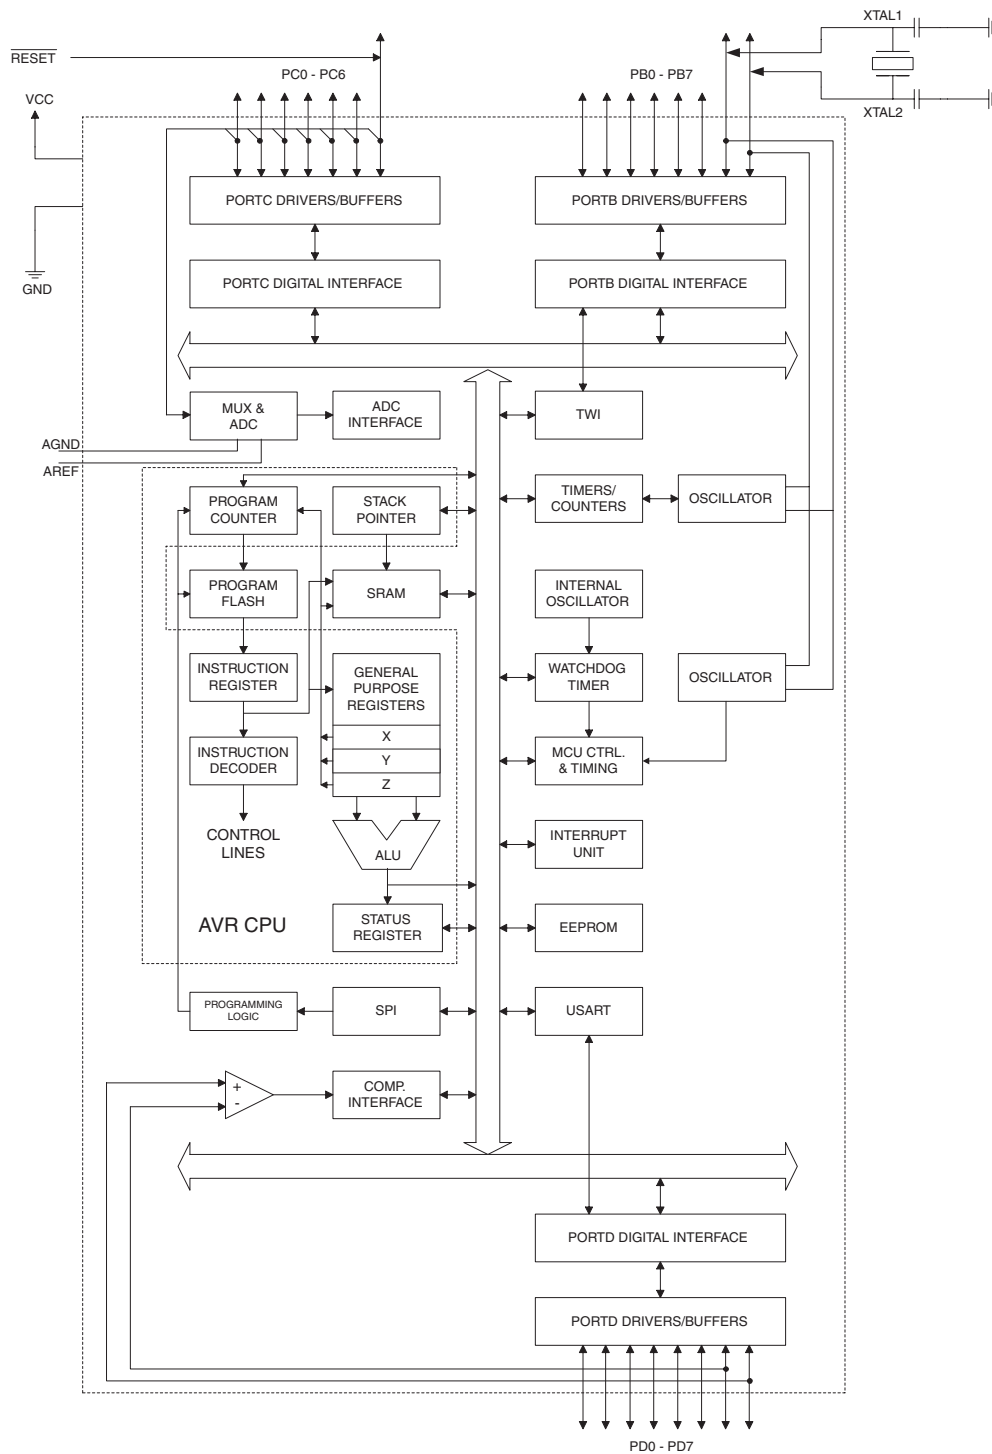 XTAL1
RESET
PC0 - PC6
PB0 - PB7
VCC
XTAL2
PORTC DRIVERS/BUFFERS
PORTB DRIVERS/BUFFERS
PORTC DIGITAL INTERFACE
PORTB DIGITAL INTERFACE
GND
MUX &
ADC
ADC
INTERFACE
TWI
AGND
AREF
PROGRAM
COUNTER
STACK
POINTER
TIMERS/
COUNTERS
OSCILLATOR
PROGRAM
FLASH
SRAM
INTERNAL
OSCILLATOR
INSTRUCTION
REGISTER
GENERAL
PURPOSE
REGISTERS
WATCHDOG
TIMER
OSCILLATOR
X
Y
Z
INSTRUCTION
DECODER
MCU CTRL.
& TIMING
CONTROL
LINES
ALU
INTERRUPT
UNIT
AVR CPU
STATUS
REGISTER
EEPROM
PROGRAMMING
LOGIC
SPI
USART
+
-
COMP.
INTERFACE
PORTD DIGITAL INTERFACE
PORTD DRIVERS/BUFFERS
PD0 - PD7